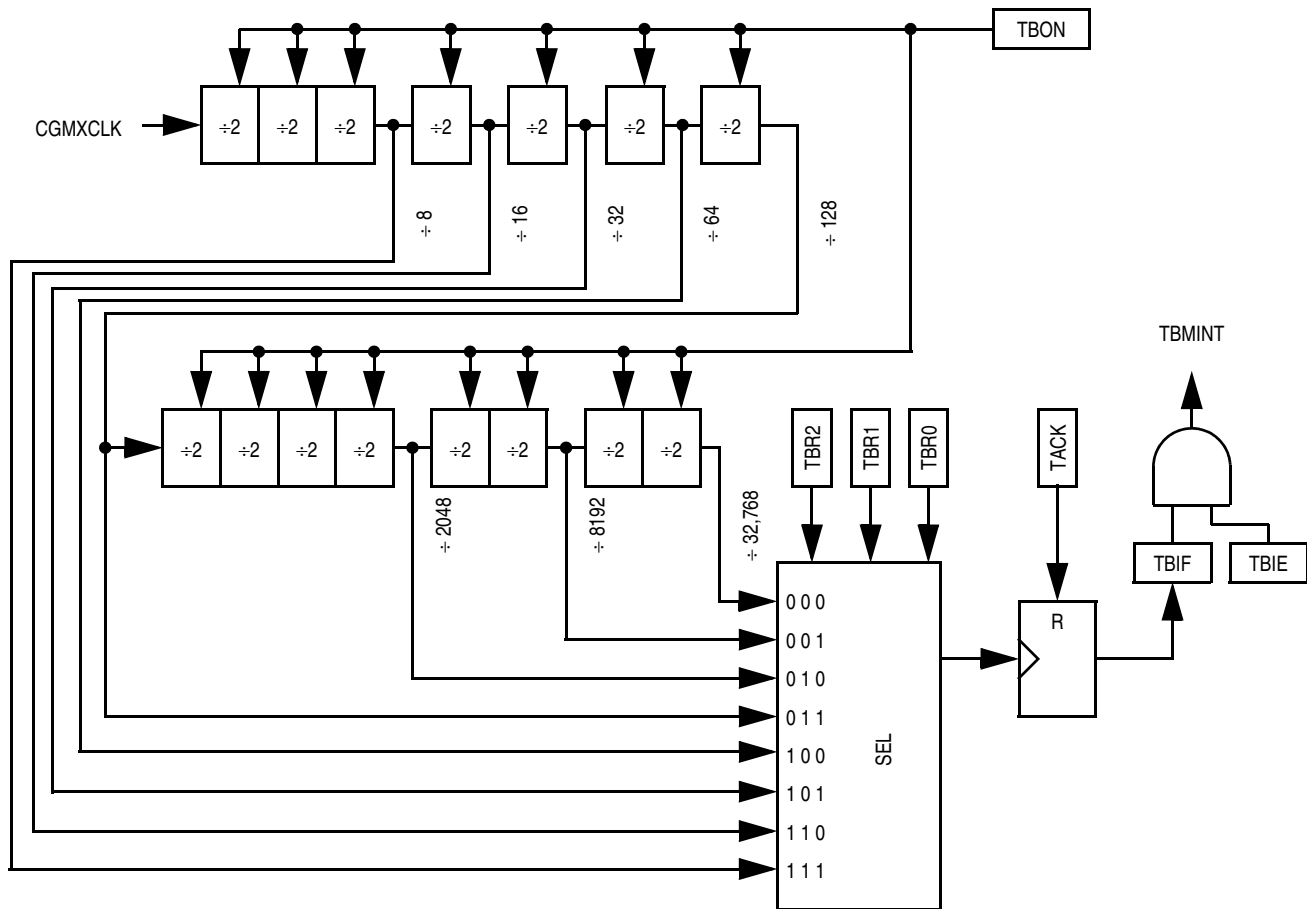 TBON
CGMXCLK
÷2 ÷2 ÷2 ÷2 ÷2 ÷2 ÷2
÷ 8
÷ 16
÷ 32
÷ 64
÷ 128
TBMINT
÷2 ÷2 ÷2 ÷2 ÷2 ÷2 ÷2 ÷2
TBR2
TBR1
TBR0
TACK
÷ 2048
÷ 8192
÷ 32,768
TBIF
TBIE
0 0 0
0 0 1
0 1 0
0 1 1
1 0 0
1 0 1
1 1 0
1 1 1
SEL
R